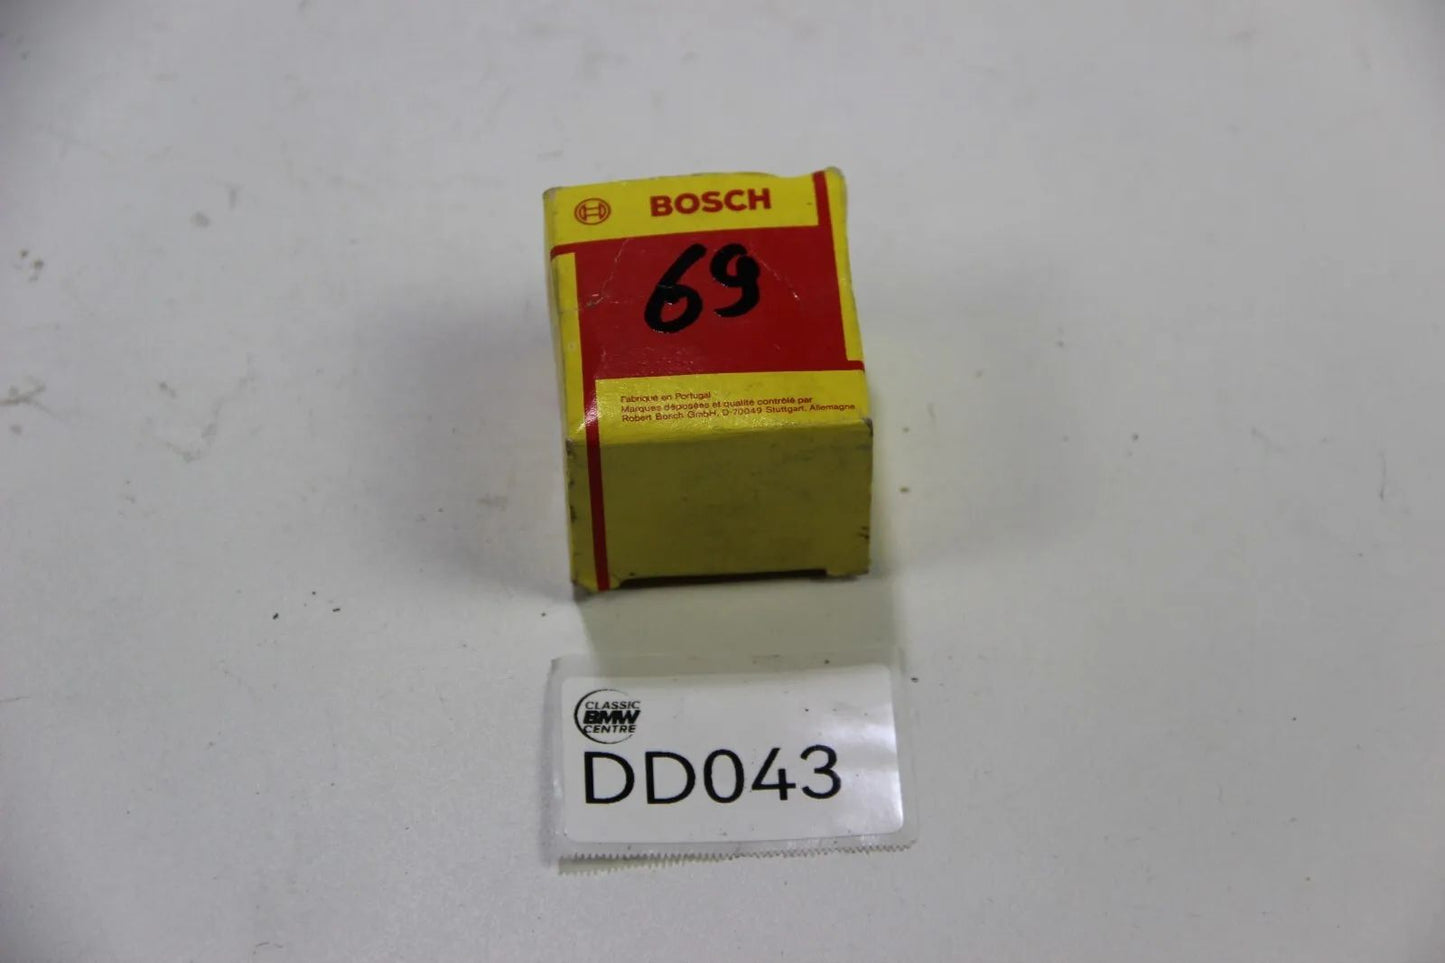 BOSCH
69
Fabriqué en Portugal
Marques déposées et qualité contrôlé par
Robert Bosch GmbH, D-70049 Stuttgart, Allemagne
CLASSIC
BMW
CENTRE
DD043